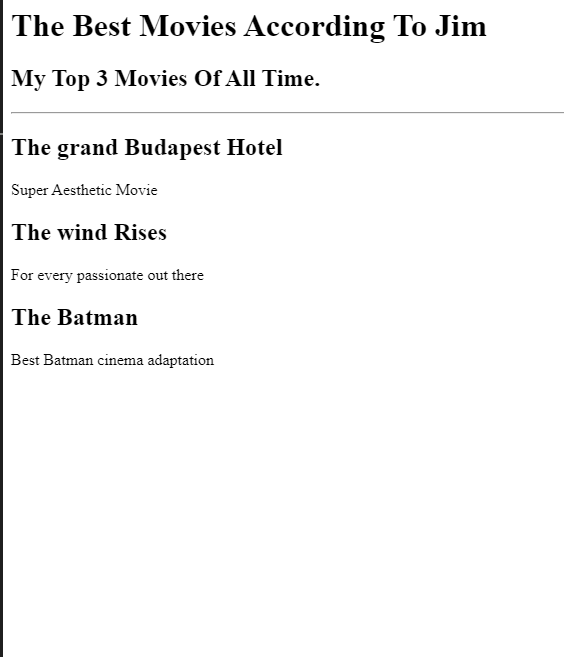 The Best Movies According To Jim
My Top 3 Movies Of All Time.
The grand Budapest Hotel
Super Aesthetic Movie
The wind Rises
For every passionate out there
The Batman
Best Batman cinema adaptation